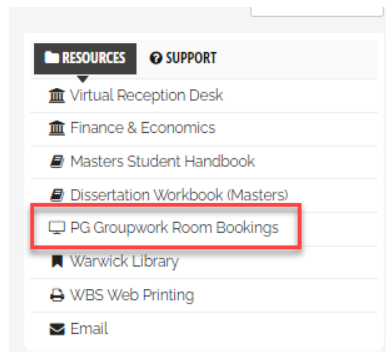 RESOURCES SUPPORT
Virtual Reception Desk
Finance & Economics
Masters Student Handbook
Dissertation Workbook (Masters)
PG Groupwork Room Bookings
Warwick Library
WBS Web Printing
Email